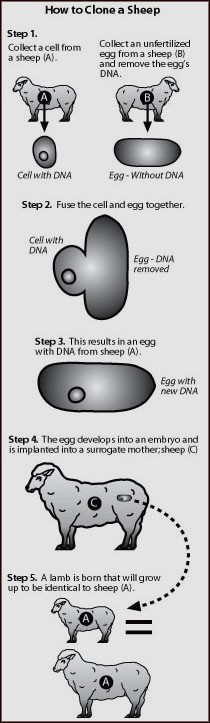 How to Clone a Sheep
Step 1.
Collect a cell from
a sheep (A).
Collect an unfertilized
egg from a sheep (B)
and remove the egg's
DNA.
A
B
Cell with DNA
Egg - Without DNA
Step 2. Fuse the cell and egg together.
Cell with
DNA
Egg - DNA
removed
Step 3. This results in an egg
with DNA from sheep (A).
Egg with
new DNA
Step 4. The egg develops into an embryo and
is implanted into a surrogate mother;sheep (C)
C
Step 5. A lamb is born that will grow
up to be identical to sheep (A).
A
=
A